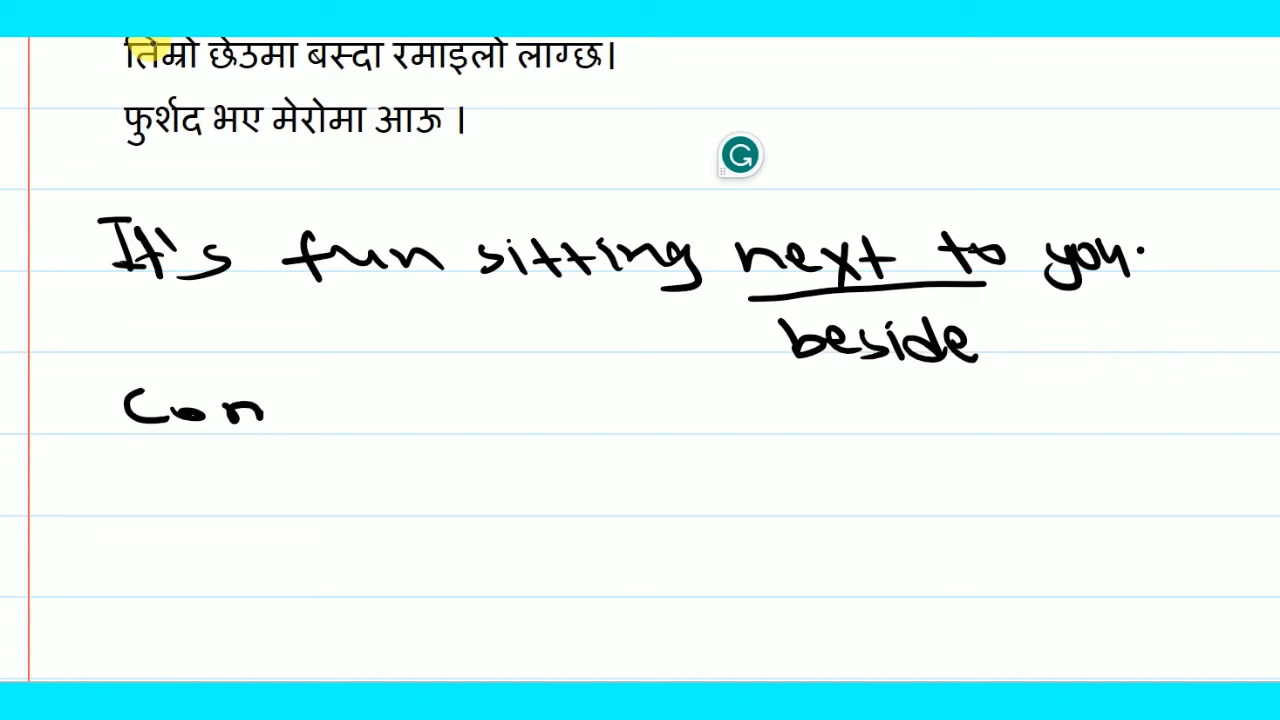 तिम्रो छेउमा बस्दा रमाइलो लाग्छ।
फुर्शद भए मेरोमा आऊ ।
It's fun sitting next to you.
beside
Con